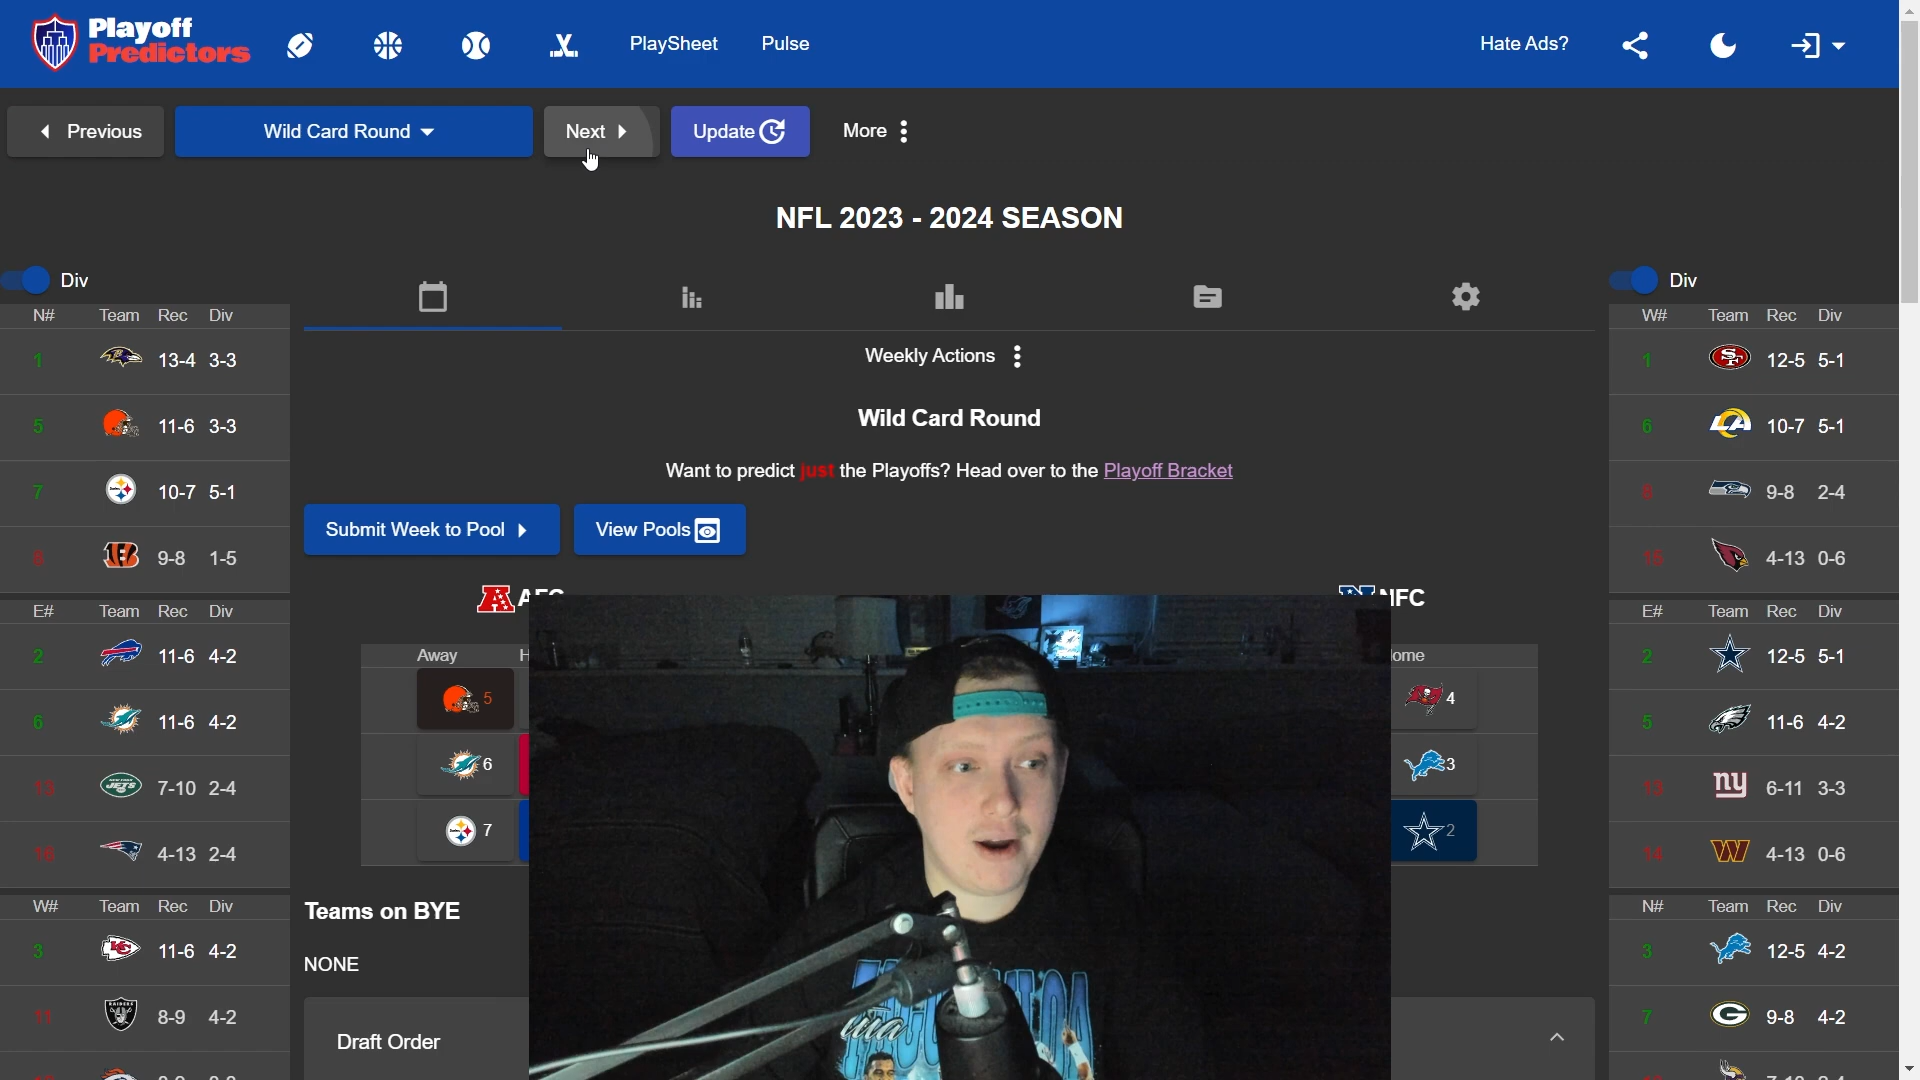 Playoff
Predictors
PlaySheet
Pulse
Hate Ads?
Previous
Wild Card Round
Next
Update
More
NFL 2023 - 2024 SEASON
Div
N# Team Rec Div
1 13-4 3-3
5 11-6 3-3
7 10-7 5-1
9-8 1-5
E# Team Rec Div
2 11-6 4-2
6 11-6 4-2
13 JETS 7-10 2-4
16 4-13 2-4
W# Team Rec Div
3 11-6 4-2
11 RAIDERS 8-9 4-2
Weekly Actions
Wild Card Round
Want to predict just the Playoffs? Head over to the Playoff Bracket
Submit Week to Pool
View Pools
Away
5
6
7
NFC
4
3
2
Teams on BYE
NONE
Draft Order
Div
W# Team Rec Div
1 SF 12-5 5-1
6 LA 10-7 5-1
9-8 2-4
15 4-13 0-6
E# Team Rec Div
2 12-5 5-1
5 11-6 4-2
13 ny 6-11 3-3
14 W 4-13 0-6
N# Team Rec Div
3 12-5 4-2
7 G 9-8 4-2